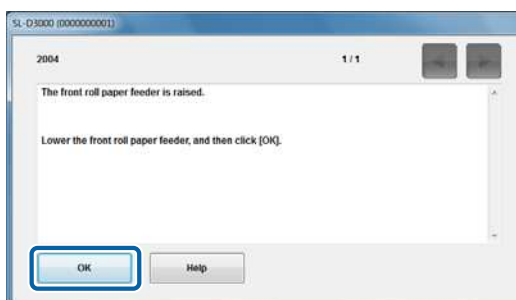 SL-D3000 (0000000001)
2004 1/1
The front roll paper feeder is raised.
Lower the front roll paper feeder, and then click [OK].
OK Help